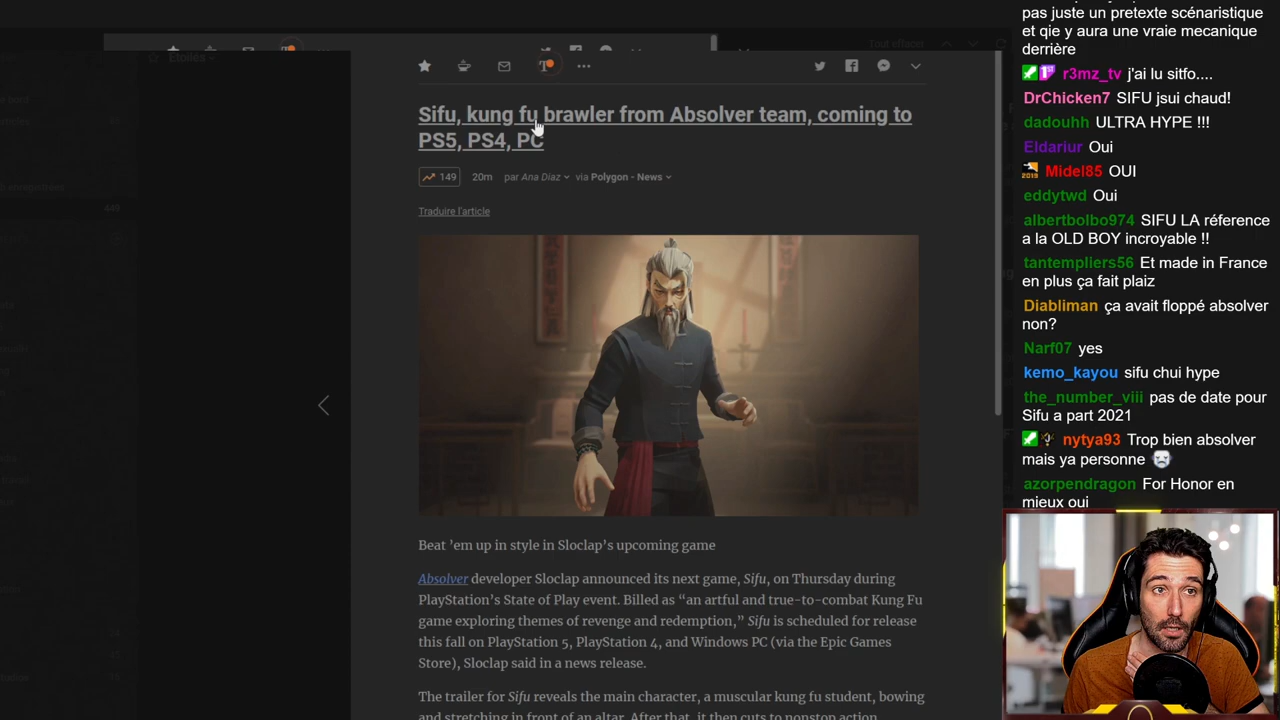 Tout effacer
Étoilés
449
Sifu, kung fu brawler from Absolver team, coming to
PS5, PS4, PC
149 20m par Ana Diaz via Polygon - News
Traduire l'article
Beat ’em up in style in Sloclap’s upcoming game
Absolver developer Sloclap announced its next game, Sifu, on Thursday during
PlayStation’s State of Play event. Billed as “an artful and true-to-combat Kung Fu
game exploring themes of revenge and redemption,” Sifu is scheduled for release
this fall on PlayStation 5, PlayStation 4, and Windows PC (via the Epic Games
Store), Sloclap said in a news release.
The trailer for Sifu reveals the main character, a muscular kung fu student, bowing
and stretching in front of an altar. After that, it then cuts to nonstop action
pas juste un pretexte scénaristique
et qie y aura une vraie mecanique
derrière
r3mz_tv j'ai lu sitfo....
DrChicken7 SIFU jsui chaud!
dadouhh ULTRA HYPE !!!
Eldariur Oui
2019 Midel85 OUI
eddytwd Oui
albertbolbo974 SIFU LA réference
a la OLD BOY incroyable !!
tantempliers56 Et made in France
en plus ça fait plaiz
Diabliman ça avait floppé absolver
non?
Narf07 yes
kemo_kayou sifu chui hype
the_number_viii pas de date pour
Sifu a part 2021
nytya93 Trop bien absolver
mais ya personne
azorpendragon For Honor en
mieux oui